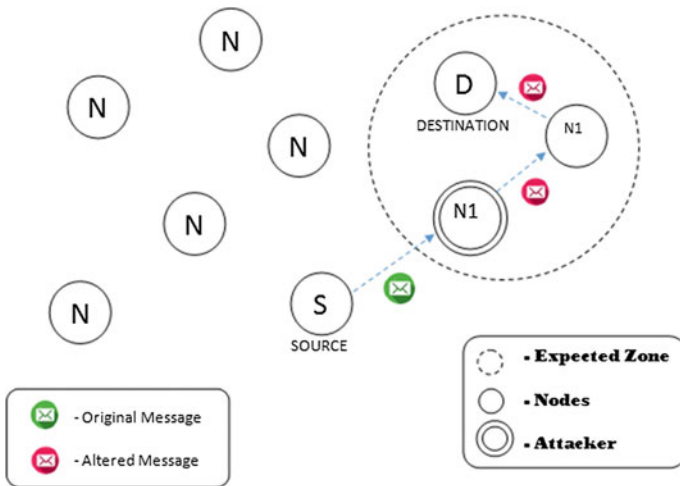 N
D
DESTINATION
N
N1
N
N1
N
N
S
SOURCE
- Expected Zone
- Nodes
- Attacker
- Original Message
- Altered Message